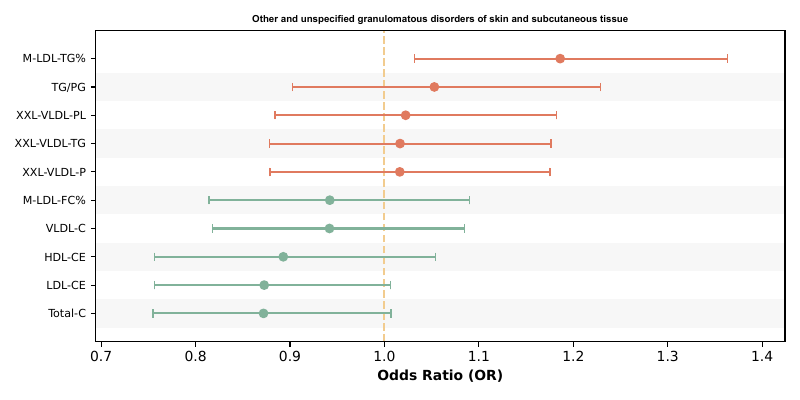 Other and unspecified granulomatous disorders of skin and subcutaneous tissue
M-LDL-TG%
TG/PG
XXL-VLDL-PL
XXL-VLDL-TG
XXL-VLDL-P
M-LDL-FC%
VLDL-C
HDL-CE
LDL-CE
Total-C
0.7 0.8 0.9 1.0 1.1 1.2 1.3 1.4
Odds Ratio (OR)